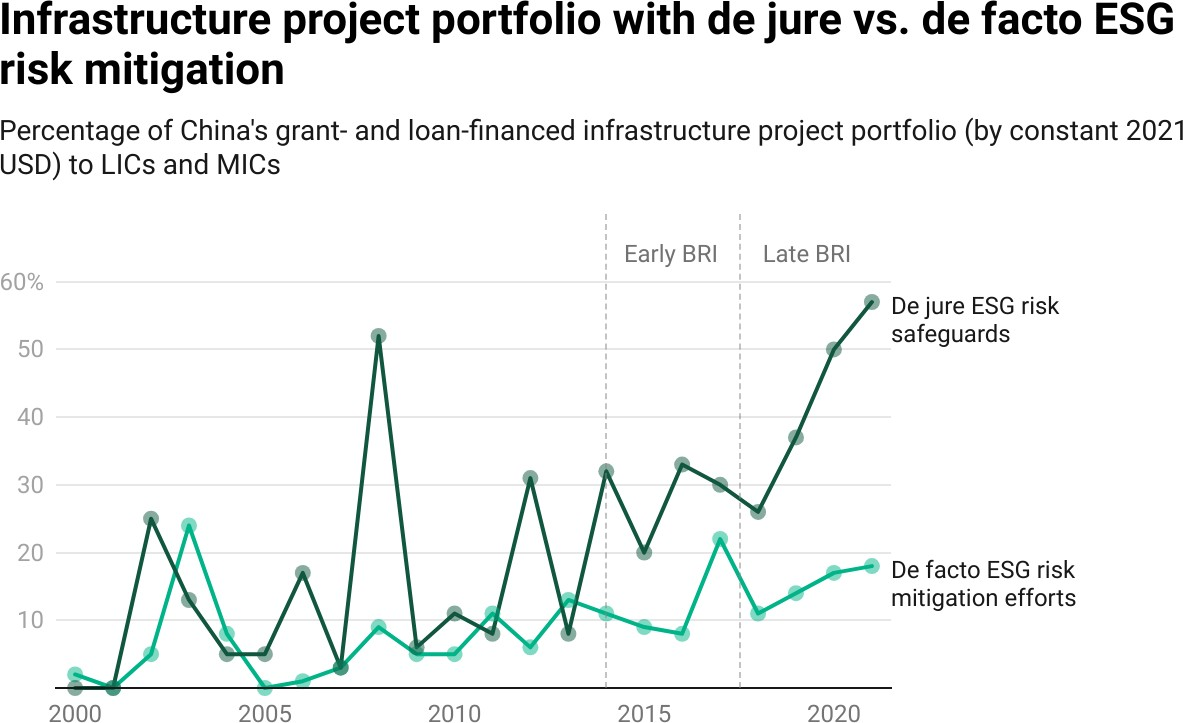 Infrastructure project portfolio with de jure vs. de facto ESG
risk mitigation
Percentage of China's grant- and loan-financed infrastructure project portfolio (by constant 2021
USD) to LICs and MICs
Early BRI
Late BRI
60%
De jure ESG risk
safeguards
50
40
30
20
De facto ESG risk
mitigation efforts
10
2000
2005
2010
2015
2020